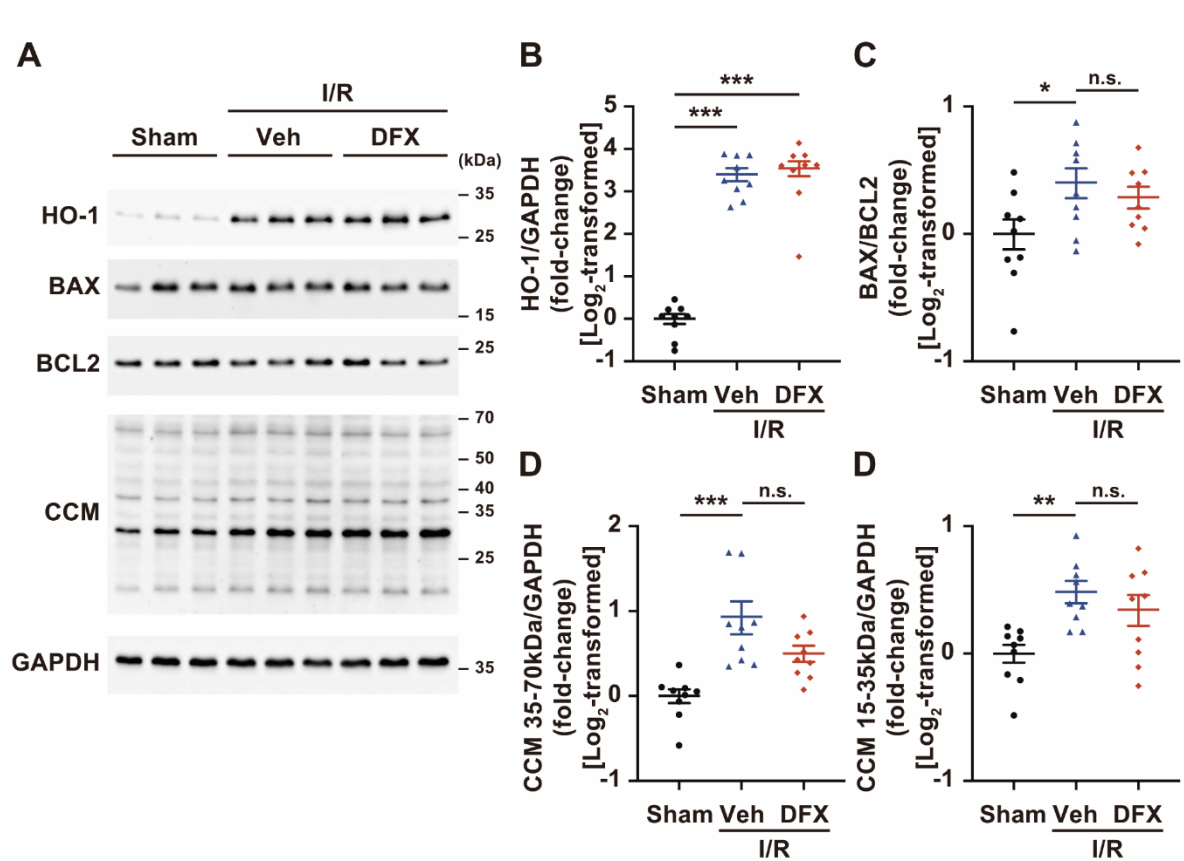 A
I/R
Sham Veh DFX
(kDa)
HO-1
35
25
BAX
15
BCL2
25
CCM
70
50
40
35
25
GAPDH
35
B
HO-1/GAPDH
(fold-change)
[Log2-transformed]
5
4
3
2
1
0
-1
***
***
Sham Veh DFX
I/R
C
BAX/BCL2
(fold-change)
[Log2-transformed]
1
0
-1
* n.s.
Sham Veh DFX
I/R
D
CCM 35-70kDa/GAPDH
(fold-change)
[Log2-transformed]
2
1
0
-1
*** n.s.
Sham Veh DFX
I/R
D
CCM 15-35kDa/GAPDH
(fold-change)
[Log2-transformed]
1
0
-1
** n.s.
Sham Veh DFX
I/R